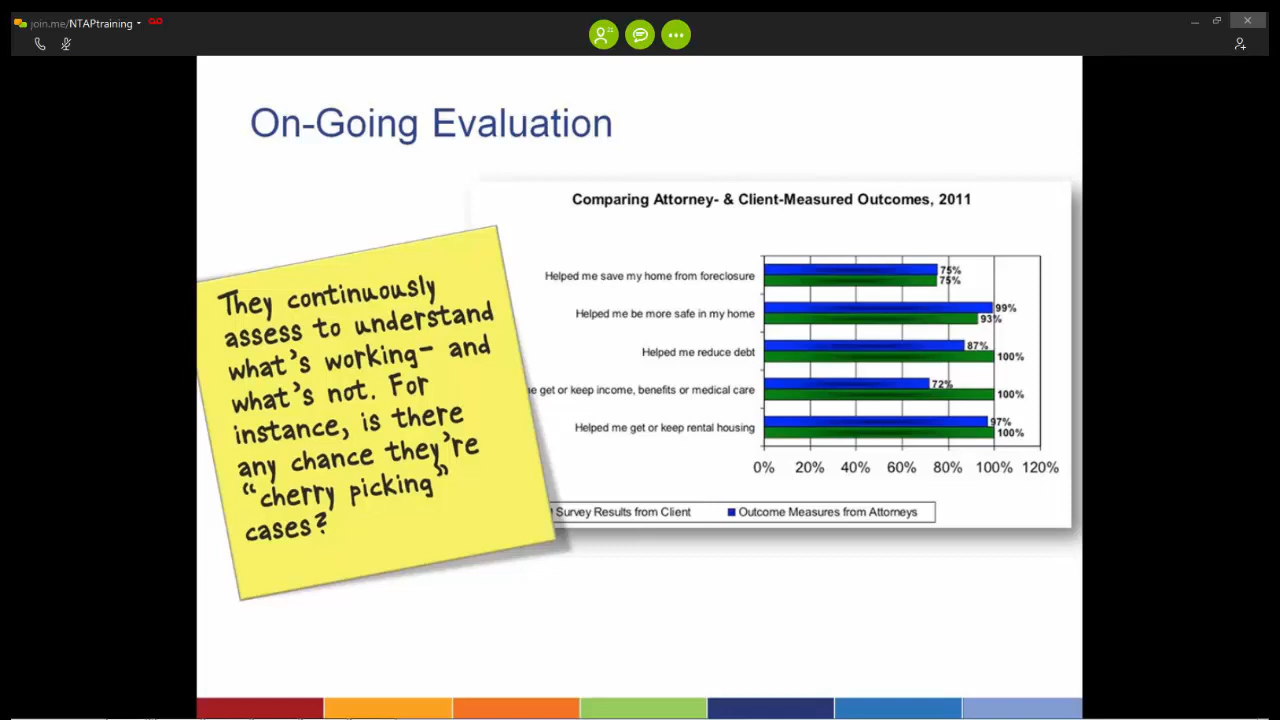 join.me/NTAPtraining
21
On-Going Evaluation
Comparing Attorney- & Client-Measured Outcomes, 2011
They continuously
assess to understand
what's working- and
what's not. For
instance, is there
any chance they're
"cherry picking"
cases?
Helped me save my home from foreclosure
75%
75%
Helped me be more safe in my home
99%
93%
Helped me reduce debt
87%
100%
get or keep income, benefits or medical care
72%
100%
Helped me get or keep rental housing
97%
100%
0% 20% 40% 60% 80% 100% 120%
Survey Results from Client Outcome Measures from Attorneys